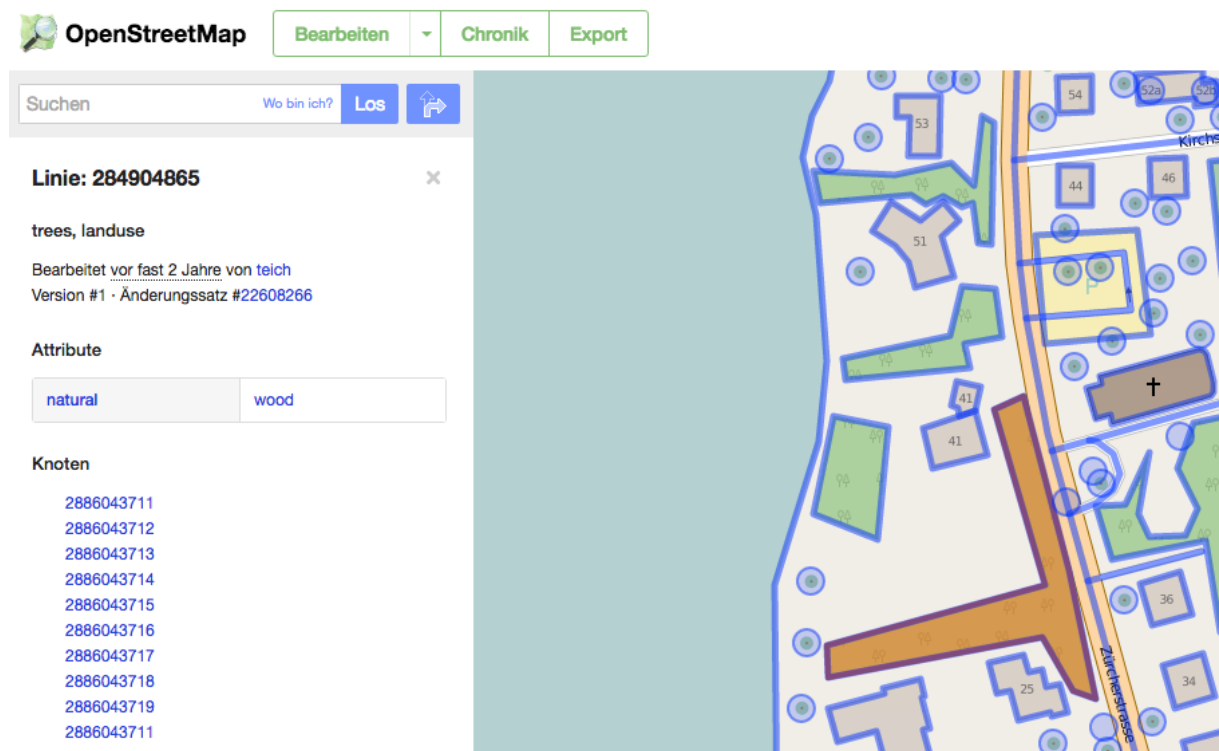 OpenStreetMap
Bearbeiten
Chronik
Export
Suchen
Wo bin ich?
Los
Linie: 284904865
×
trees, landuse
Bearbeitet vor fast 2 Jahre von teich
Version #1 · Änderungssatz #22608266
Attribute
natural wood
Knoten
2886043711
2886043712
2886043713
2886043714
2886043715
2886043716
2886043717
2886043718
2886043719
2886043711
54
52a
52b
53
Kirchs
44
46
51
P
41
41
36
34
25
Zürcherstrasse